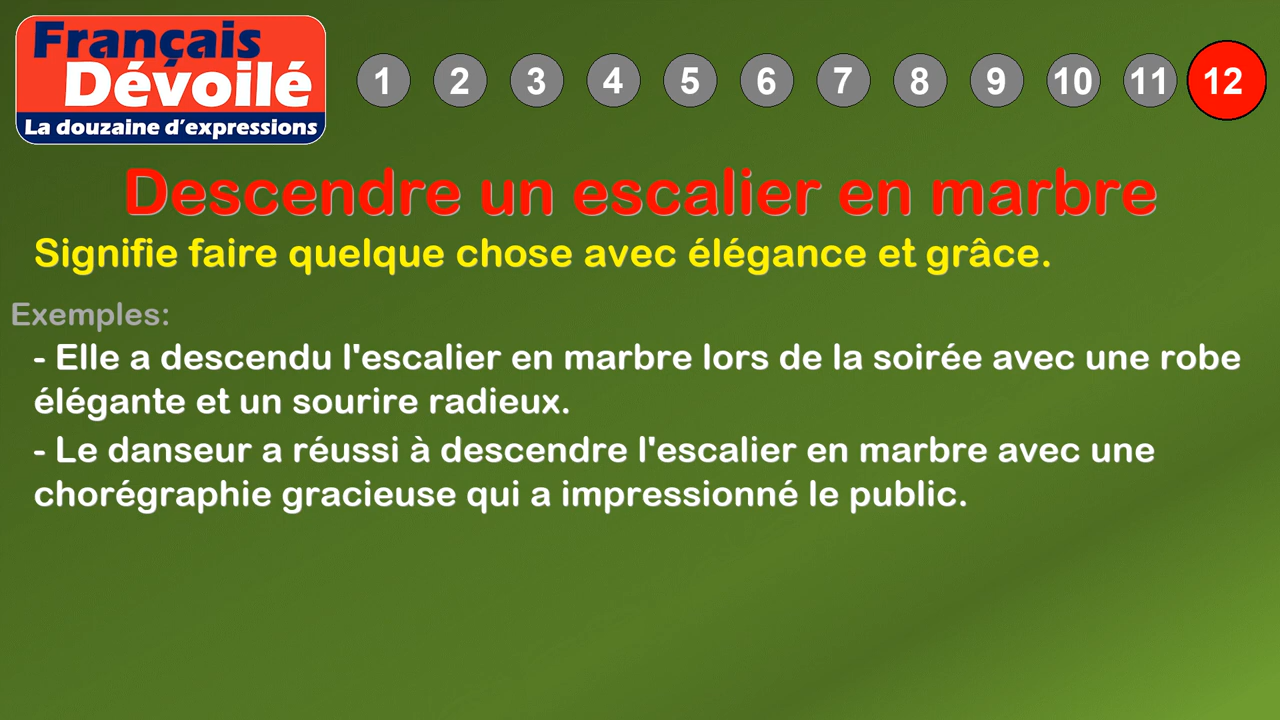 Français
Dévoilé
La douzaine d'expressions
1 2 3 4 5 6 7 8 9 10 11 12
Descendre un escalier en marbre
Signifie faire quelque chose avec élégance et grâce.
Exemples:
- Elle a descendu l'escalier en marbre lors de la soirée avec une robe
élégante et un sourire radieux.
- Le danseur a réussi à descendre l'escalier en marbre avec une
chorégraphie gracieuse qui a impressionné le public.